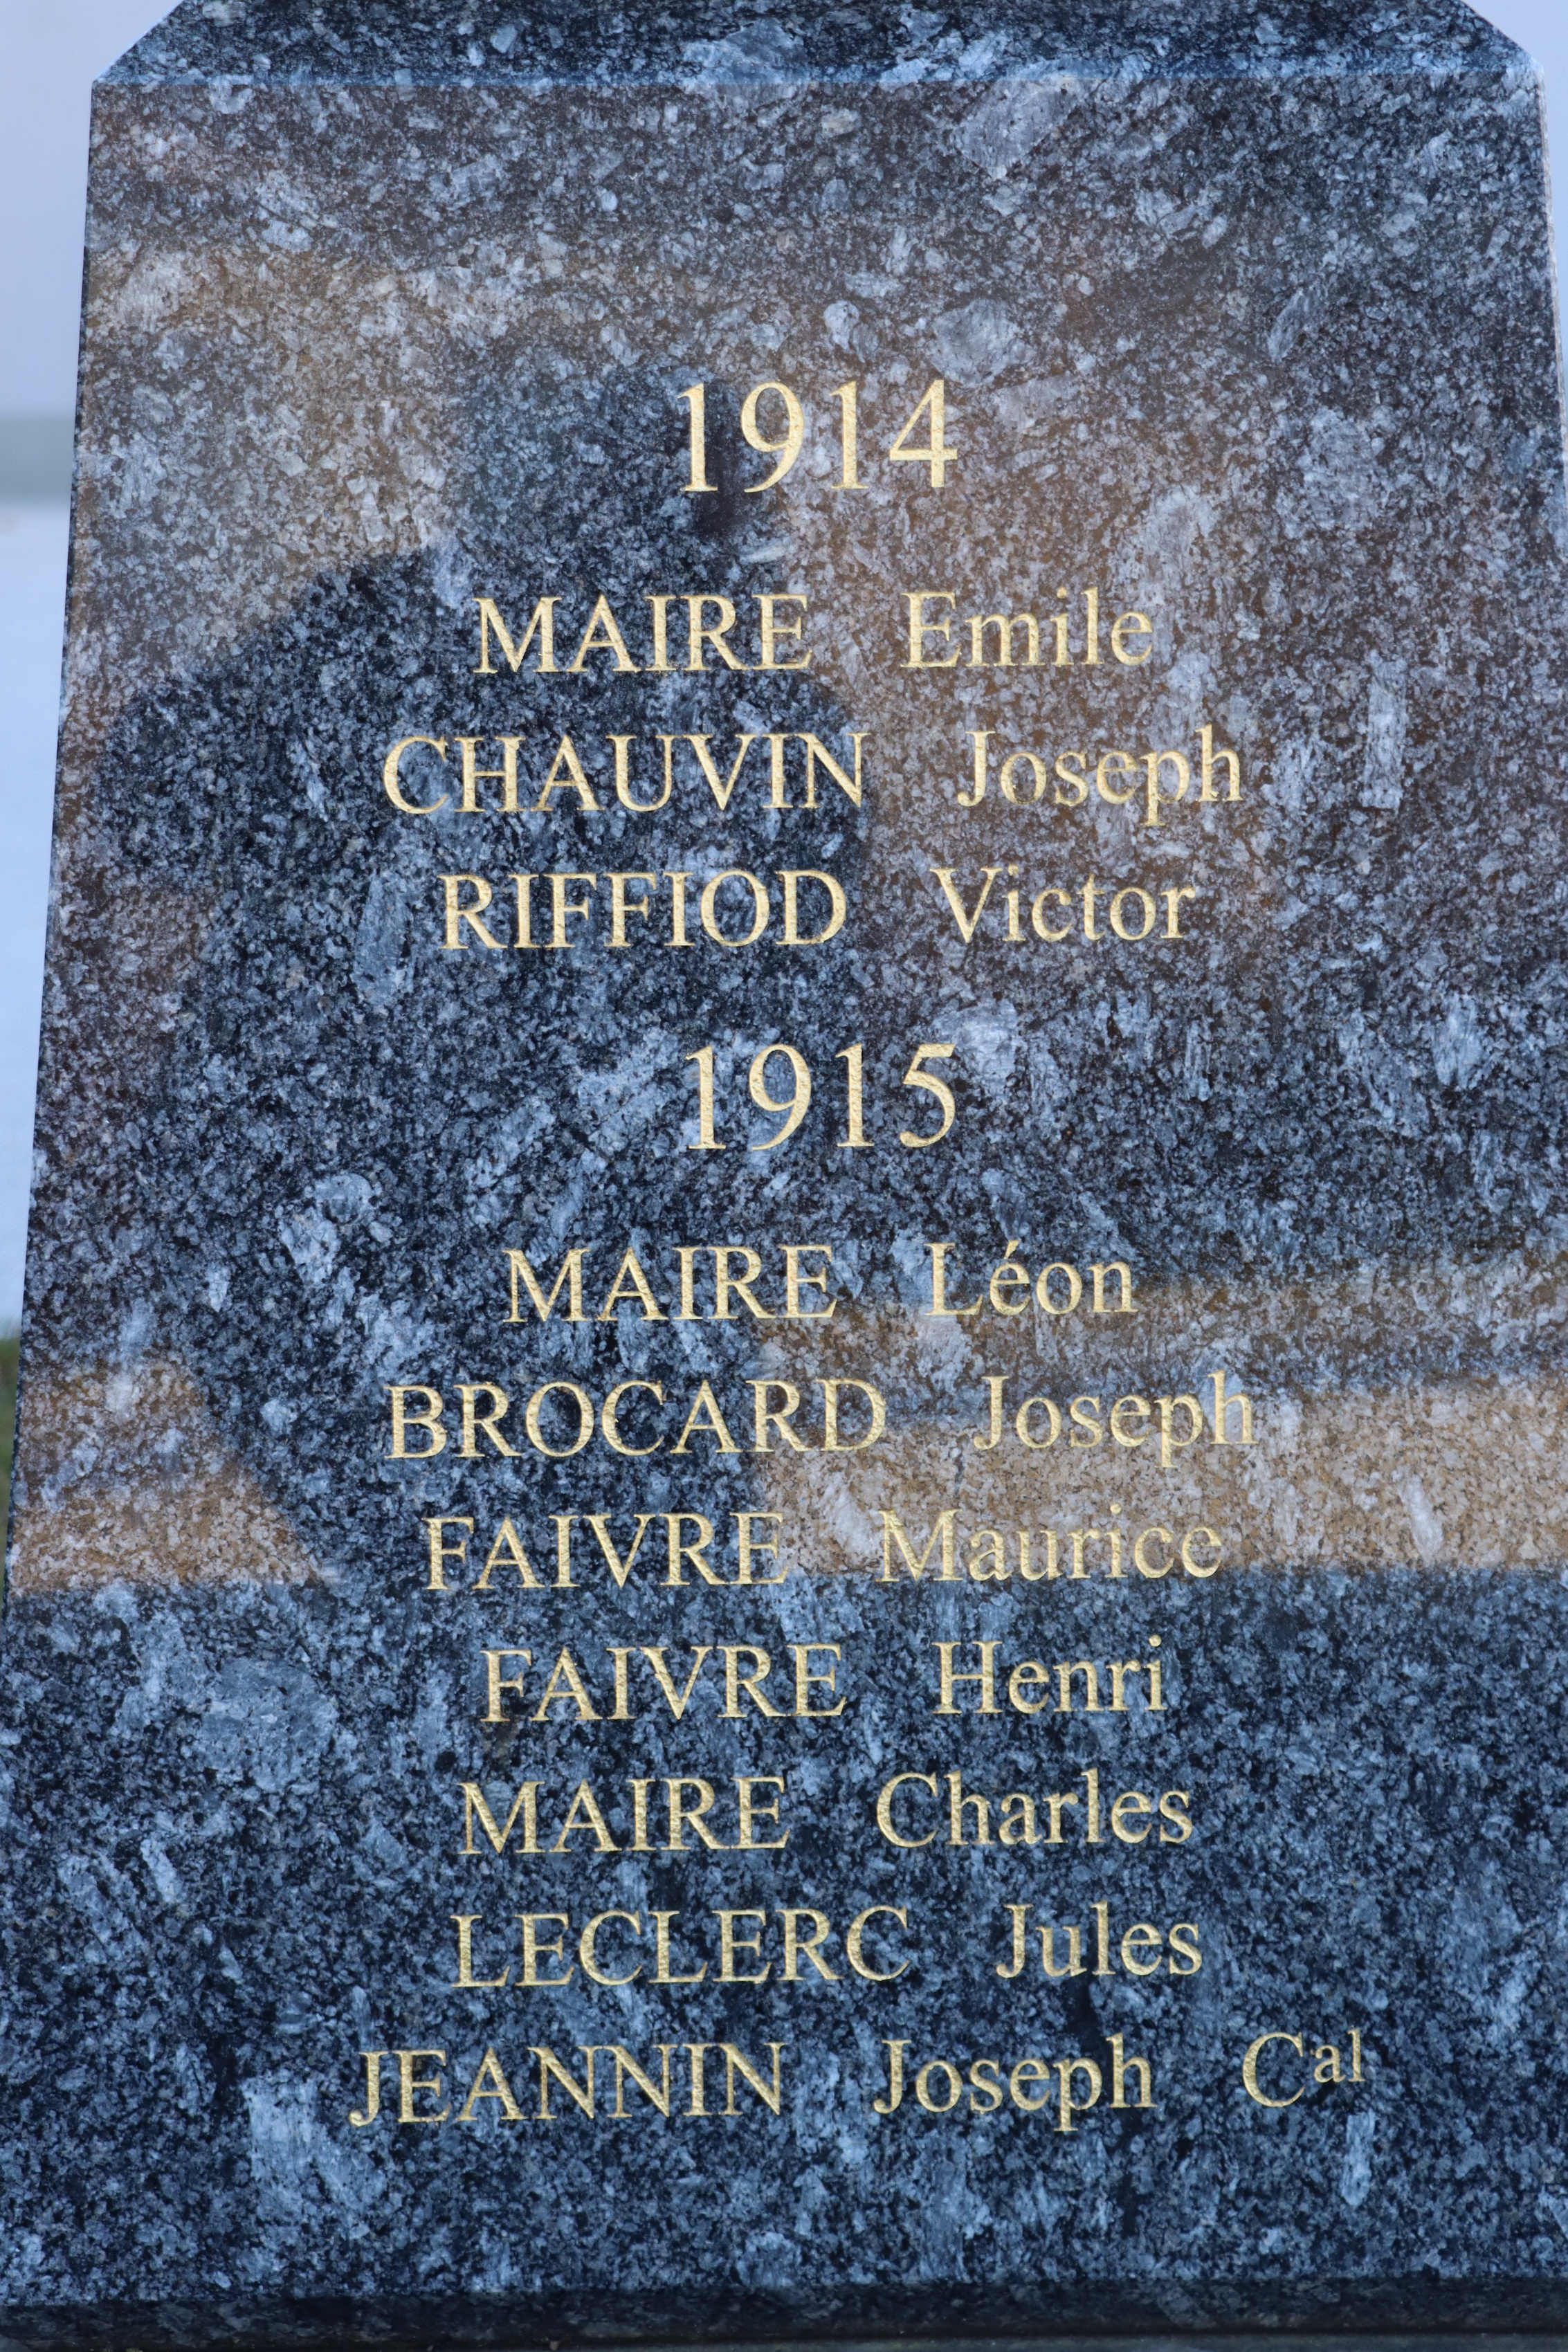 1914
MAIRE Emile
CHAUVIN Joseph
RIFFIOD Victor
1915
MAIRE Léon
BROCARD Joseph
FAIVRE Maurice
FAIVRE Henri
MAIRE Charles
LECLERC Jules
JEANNIN Joseph Cal